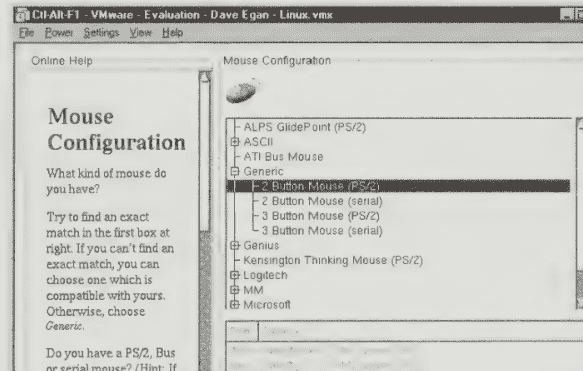 Ctl-Alt-F1 - VMware - Evaluation - Dave Egan - Linux.vmx
File Power Settings View Help
Online Help
Mouse
Configuration
What kind of mouse do
you have?
Try to find an exact
match in the first box at
right. If you can't find an
exact match, you can
choose one which is
compatible with yours.
Otherwise, choose
Generic.
Do you have a PS/2, Bus
or serial mouse? (Hint: If
Mouse Configuration
ALPS GlidePoint (PS/2)
ASCII
ATI Bus Mouse
Generic
2 Button Mouse (PS/2)
2 Button Mouse (serial)
3 Button Mouse (PS/2)
3 Button Mouse (serial)
Genius
Kensington Thinking Mouse (PS/2)
Logitech
MM
Microsoft